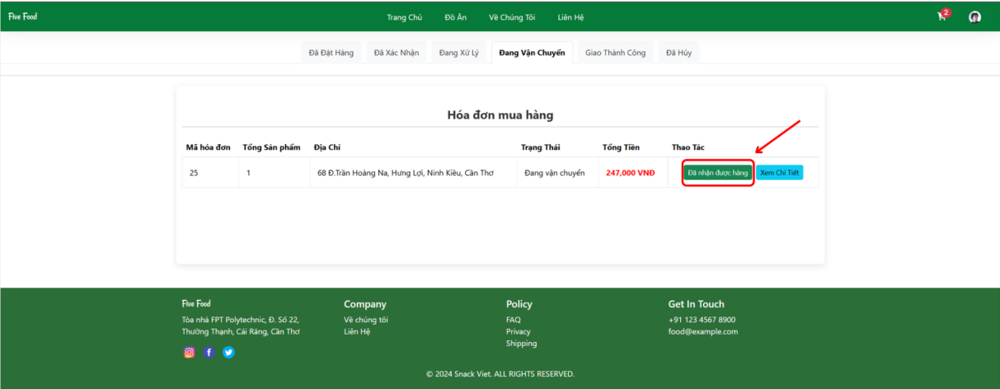 Five Food
Trang Chủ Đồ Ăn Về Chúng Tôi Liên Hệ
2
Đã Đặt Hàng Đã Xác Nhận Đang Xử Lý Đang Vận Chuyển Giao Thành Công Đã Hủy
Hóa đơn mua hàng
Mã hóa đơn Tổng Sản phẩm Địa Chỉ Trạng Thái Tổng Tiền Thao Tác
25 1 68 Đ.Trần Hoàng Na, Hưng Lợi, Ninh Kiều, Cần Thơ Đang vận chuyển 247,000 VNĐ Đã nhận được hàng Xem Chi Tiết
Five Food
Tòa nhà FPT Polytechnic, Đ. Số 22,
Thường Thạnh, Cái Răng, Cần Thơ
Company
Về chúng tôi
Liên Hệ
Policy
FAQ
Privacy
Shipping
Get In Touch
+91 123 4567 8900
food@example.com
© 2024 Snack Viet. ALL RIGHTS RESERVED.